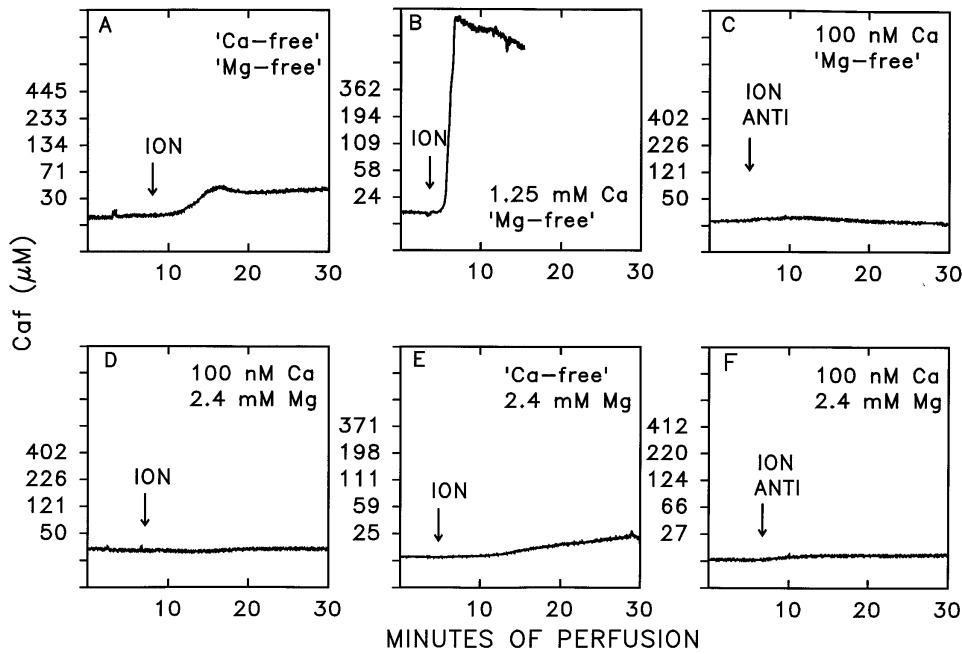 A
'Ca-free'
'Mg-free'
445
233
134
71
30
ION
10
20
30
B
362
194
109
58
24
ION
1.25 mM Ca
'Mg-free'
10
20
30
C
100 nM Ca
'Mg-free'
402
226
121
50
ION
ANTI
10
20
30
Caf (μM)
D
100 nM Ca
2.4 mM Mg
402
226
121
50
ION
10
20
30
E
'Ca-free'
2.4 mM Mg
371
198
111
59
25
ION
10
20
30
F
100 nM Ca
2.4 mM Mg
412
220
124
66
27
ION
ANTI
10
20
30
MINUTES OF PERFUSION